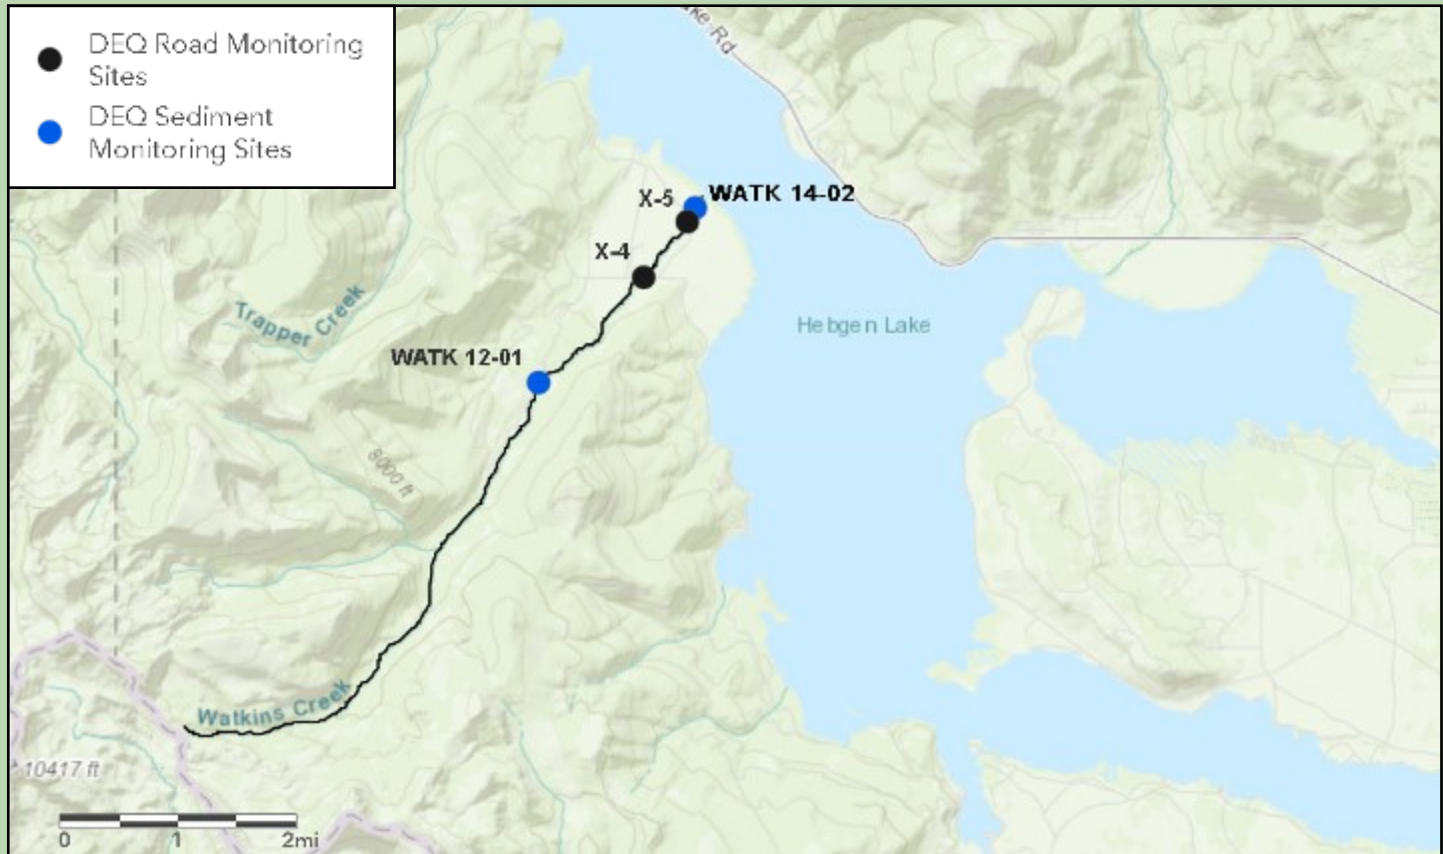 DEQ Road Monitoring
Sites
DEQ Sediment
Monitoring Sites
ke Rd
X-5
WATK 14-02
X-4
Trapper Creek
Hebgen Lake
WATK 12-01
8000 ft
Watkins Creek
10417 ft
0 1 2mi